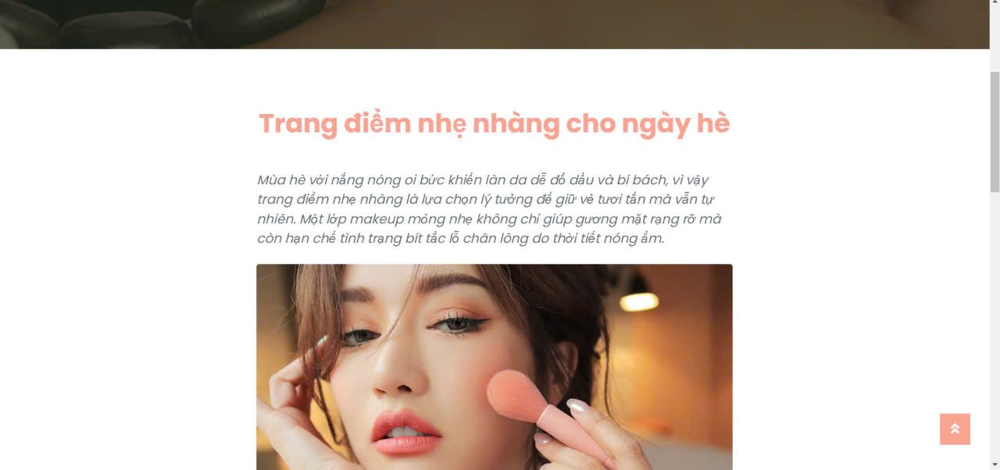 Trang điểm nhẹ nhàng cho ngày hè
Mùa hè với nắng nóng oi bức khiến làn da dễ đổ dầu và bí bách, vì vậy
trang điểm nhẹ nhàng là lựa chọn lý tưởng để giữ vẻ tươi tắn mà vẫn tự
nhiên. Một lớp makeup mỏng nhẹ không chỉ giúp gương mặt rạng rỡ mà
còn hạn chế tình trạng bít tắc lỗ chân lông do thời tiết nóng ẩm.